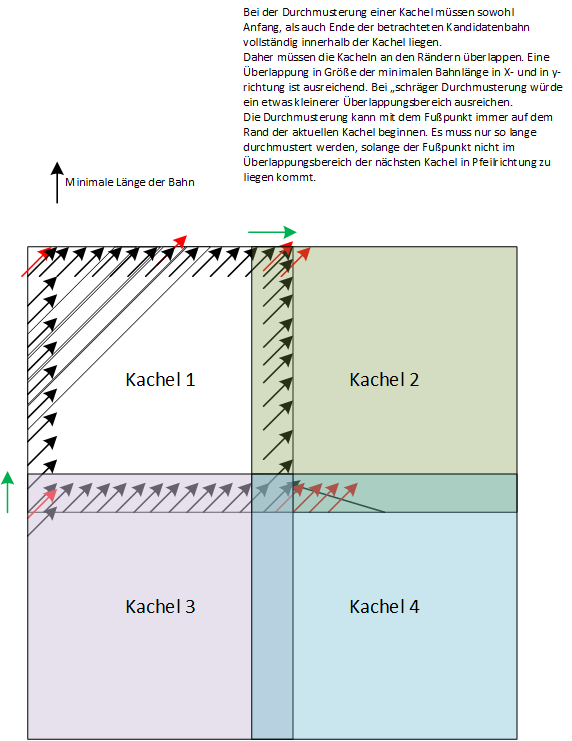 Bei der Durchmusterung einer Kachel müssen sowohl
Anfang, als auch Ende der betrachteten Kandidatenbahn
vollständig innerhalb der Kachel liegen.
Daher müssen die Kacheln an den Rändern überlappen. Eine
Überlappung in Größe der minimalen Bahnlänge in X- und in y-
richtung ist ausreichend. Bei „schräger Durchmusterung würde
ein etwas kleinerer Überlappungsbereich ausreichen.
Die Durchmusterung kann mit dem Fußpunkt immer auf dem
Rand der aktuellen Kachel beginnen. Es muss nur so lange
durchmustert werden, solange der Fußpunkt nicht im
Überlappungsbereich der nächsten Kachel in Pfeilrichtung zu
liegen kommt.
Minimale Länge der Bahn
Kachel 1
Kachel 2
Kachel 3
Kachel 4